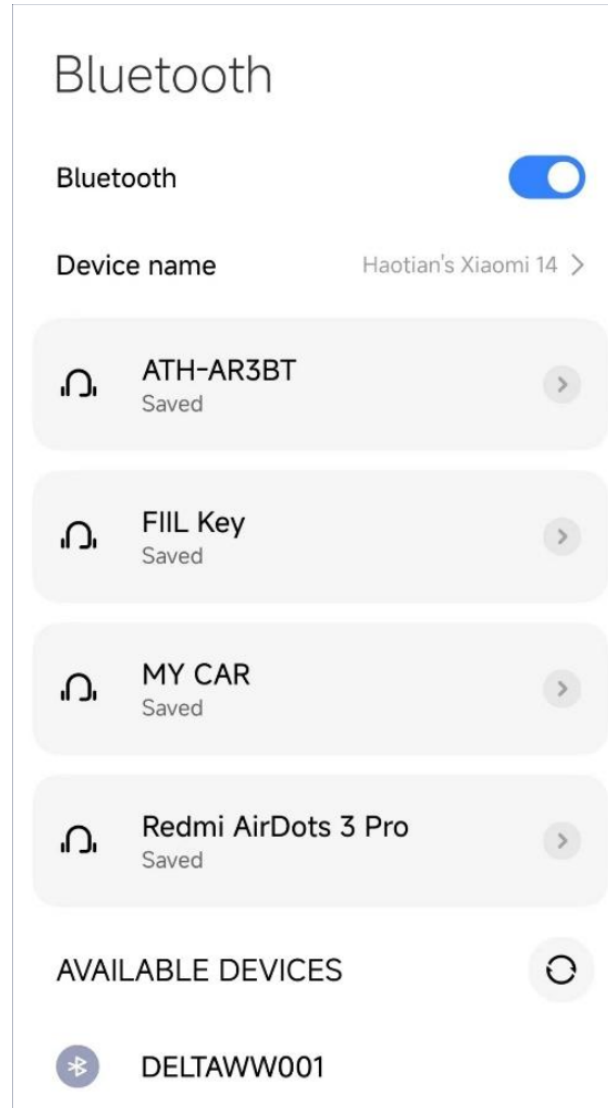 Bluetooth
Bluetooth
Device name Haotian's Xiaomi 14
ATH-AR3BT
Saved
FIIL Key
Saved
MY CAR
Saved
Redmi AirDots 3 Pro
Saved
AVAILABLE DEVICES
DELTAWW001